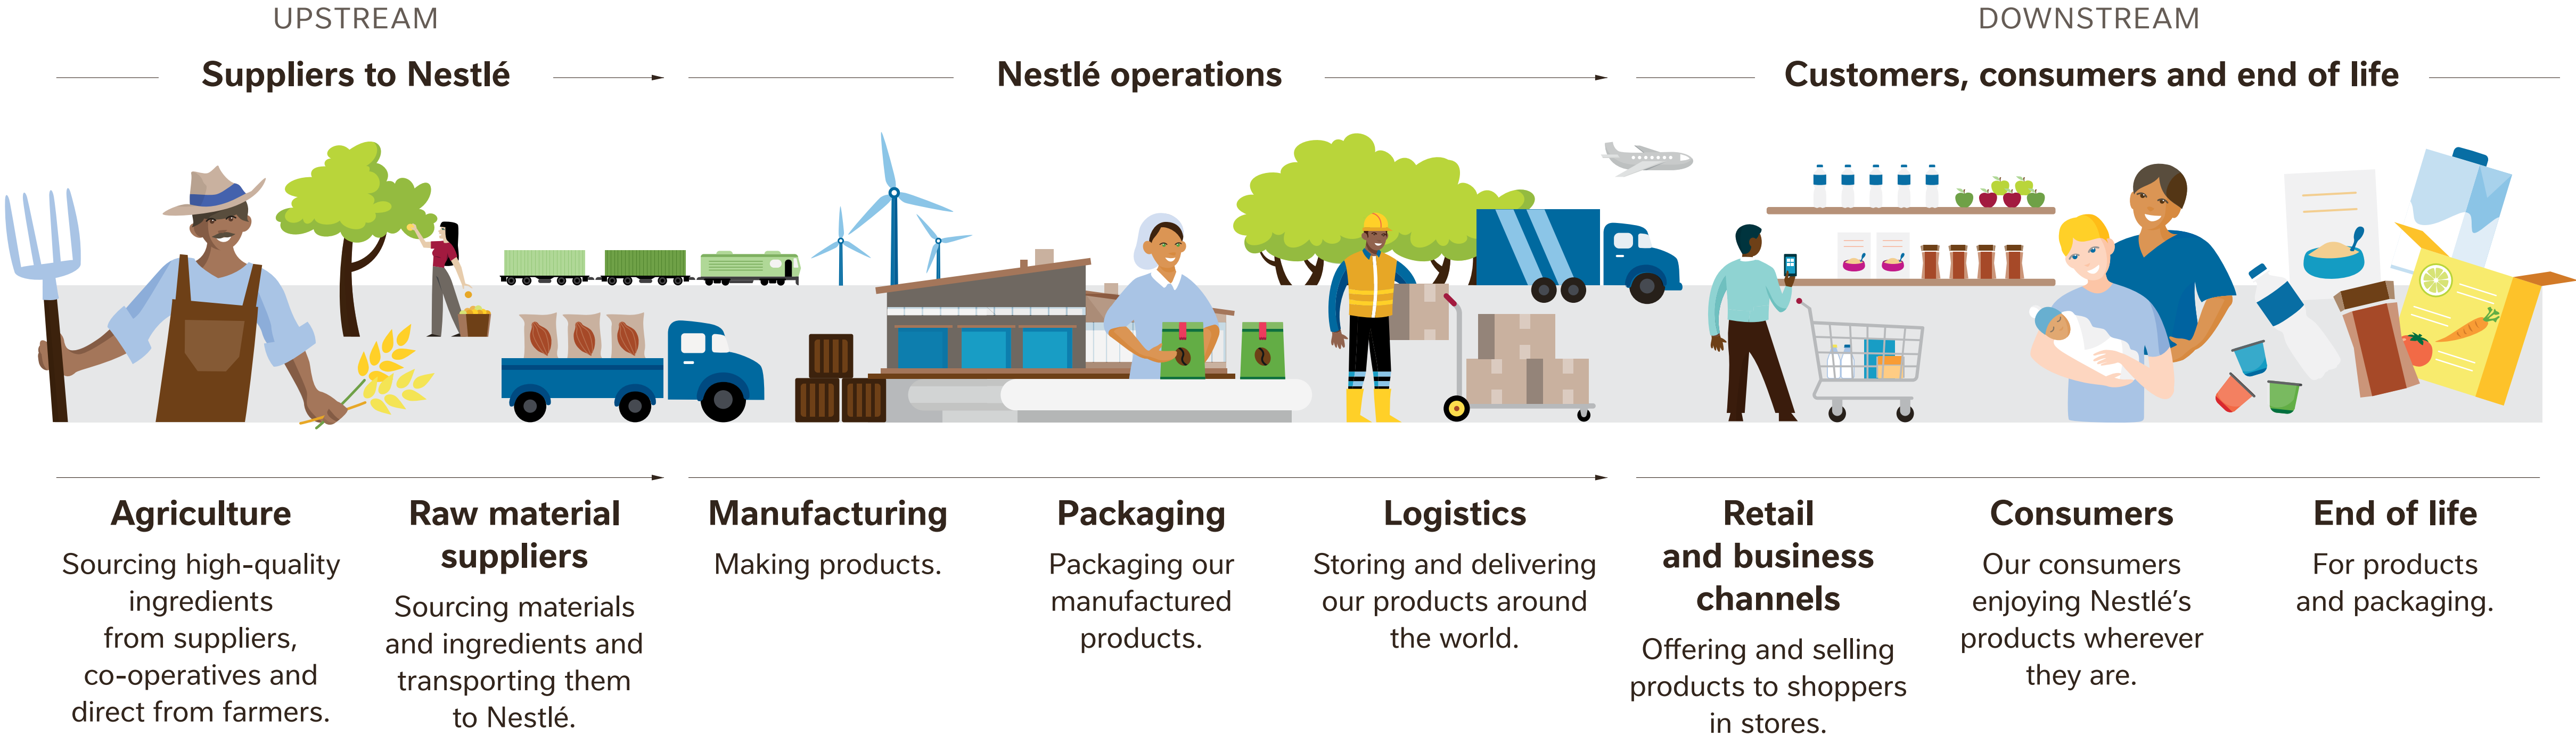 UPSTREAM
DOWNSTREAM
Suppliers to Nestlé
Nestlé operations
Customers, consumers and end of life
Agriculture
Sourcing high-quality
ingredients
from suppliers,
co-operatives and
direct from farmers.
Raw material
suppliers
Sourcing materials
and ingredients and
transporting them
to Nestlé.
Manufacturing
Making products.
Packaging
Packaging our
manufactured
products.
Logistics
Storing and delivering
our products around
the world.
Retail
and business
channels
Offering and selling
products to shoppers
in stores.
Consumers
Our consumers
enjoying Nestlé’s
products wherever
they are.
End of life
For products
and packaging.